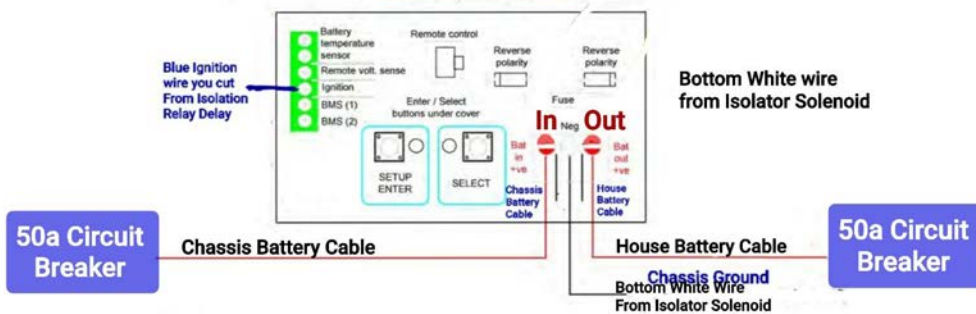 Battery
temperature
sensor
Remote volt. sense
Ignition
BMS (1)
BMS (2)
Remote control
Reverse
polarity
Reverse
polarity
Blue Ignition
wire you cut
From Isolation
Relay Delay
Enter / Select
buttons under cover
Fuse
In Neg Out
Bat
in
+ve
Bat
out
+ve
SETUP
ENTER
SELECT
Chassis
Battery
Cable
House
Battery
Cable
Bottom White wire
from Isolator Solenoid
50a Circuit
Breaker
Chassis Battery Cable
House Battery Cable
50a Circuit
Breaker
Chassis Ground
Bottom White Wire
From Isolator Solenoid